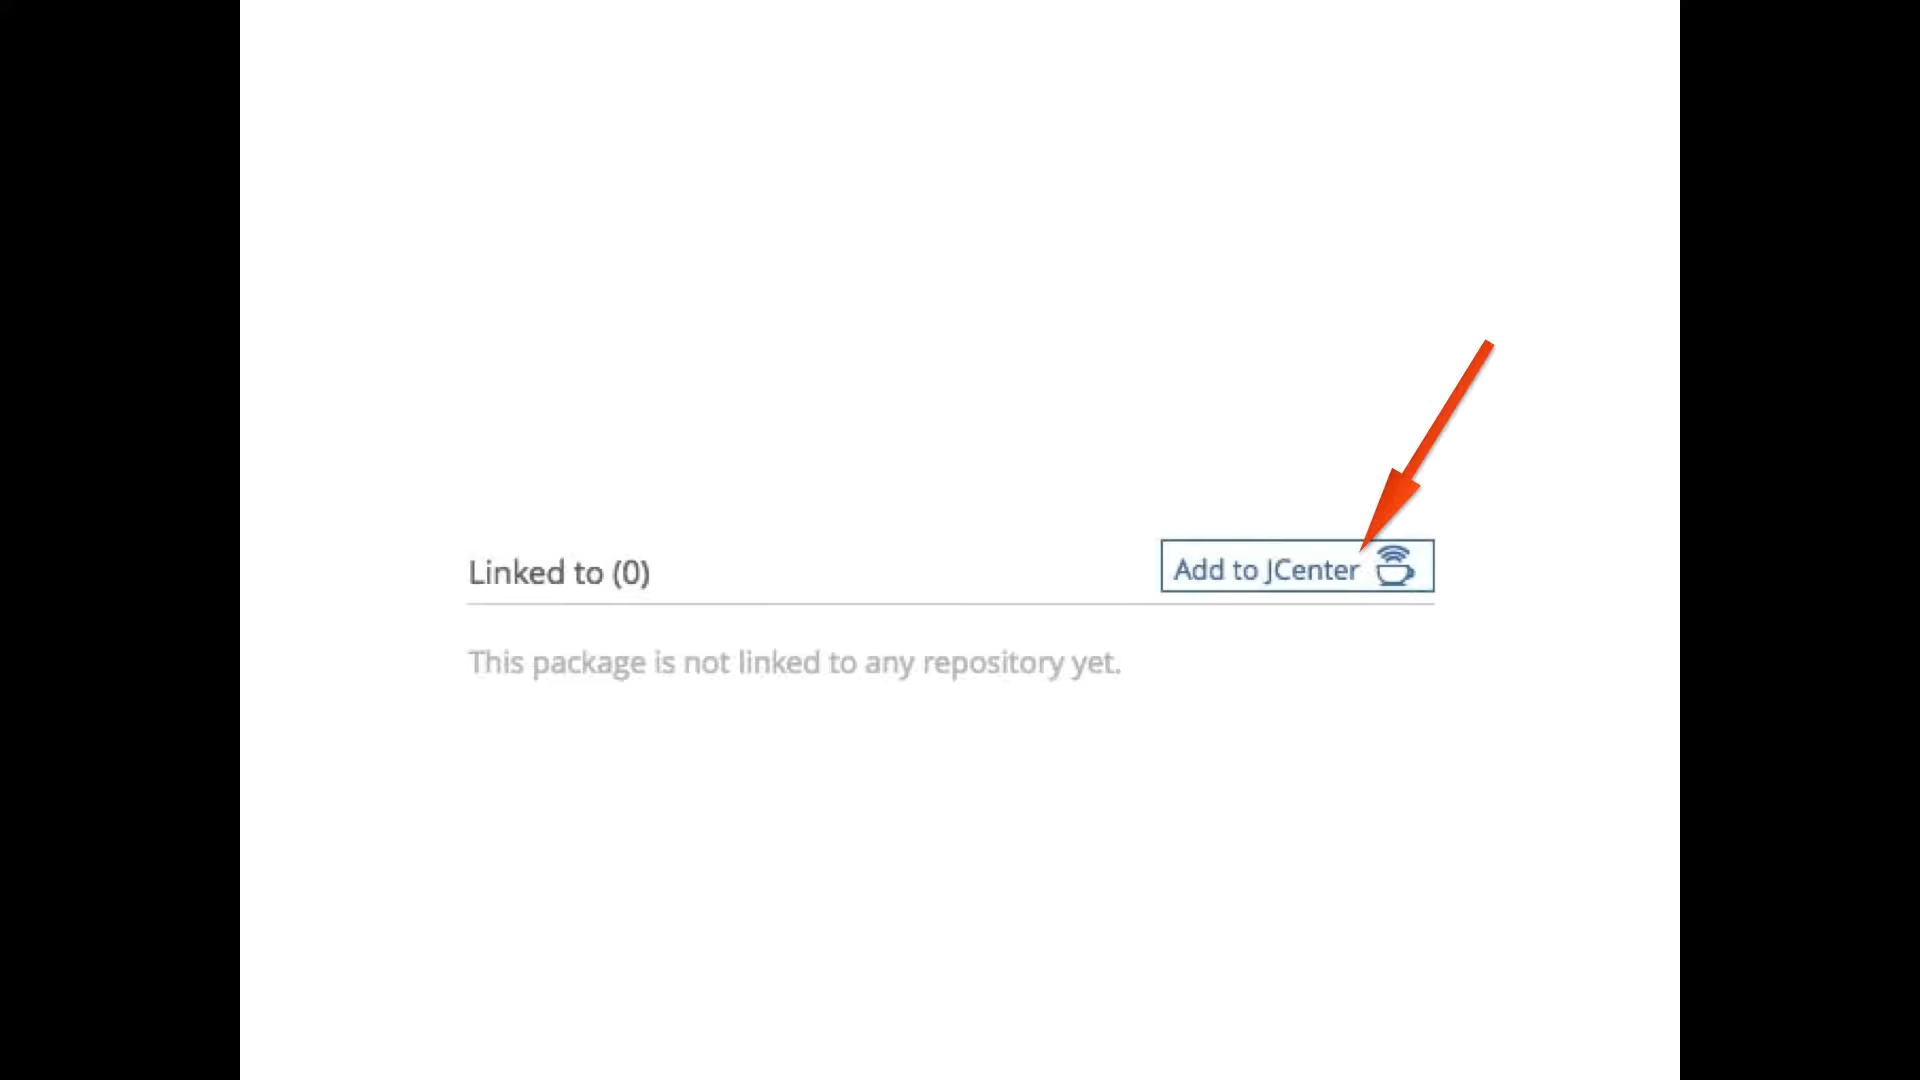 Linked to (0)
Add to JCenter
This package is not linked to any repository yet.